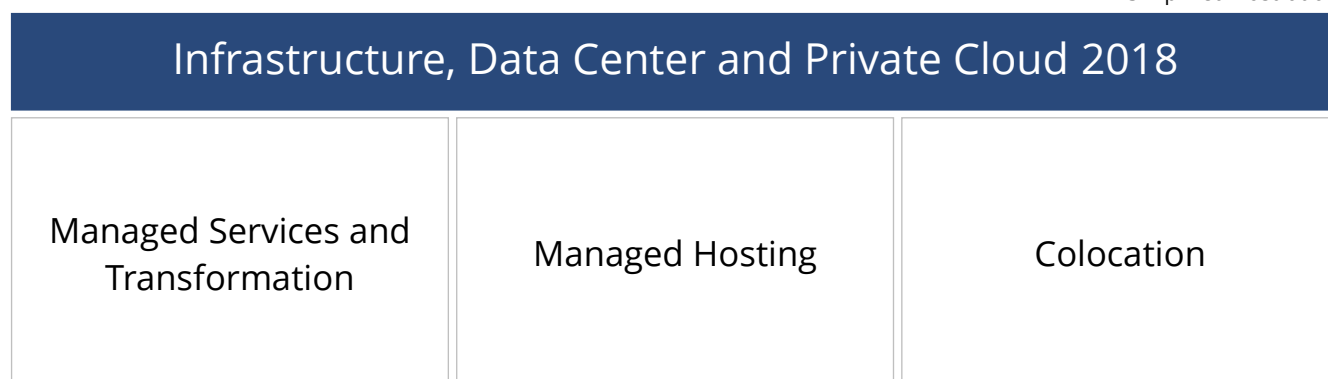 Infrastructure, Data Center and Private Cloud 2018
Managed Services and
Transformation
Managed Hosting
Colocation